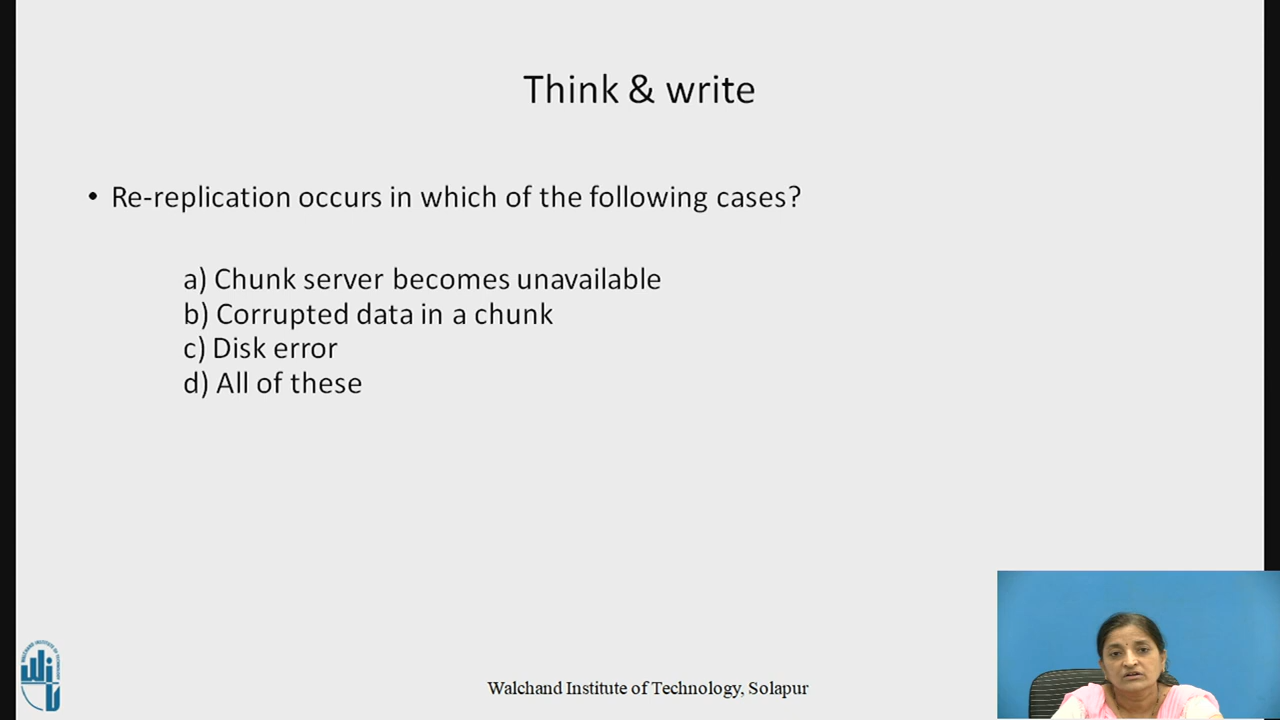 Think & write
• Re-replication occurs in which of the following cases?
a) Chunk server becomes unavailable
b) Corrupted data in a chunk
c) Disk error
d) All of these
Walchand Institute of Technology, Solapur